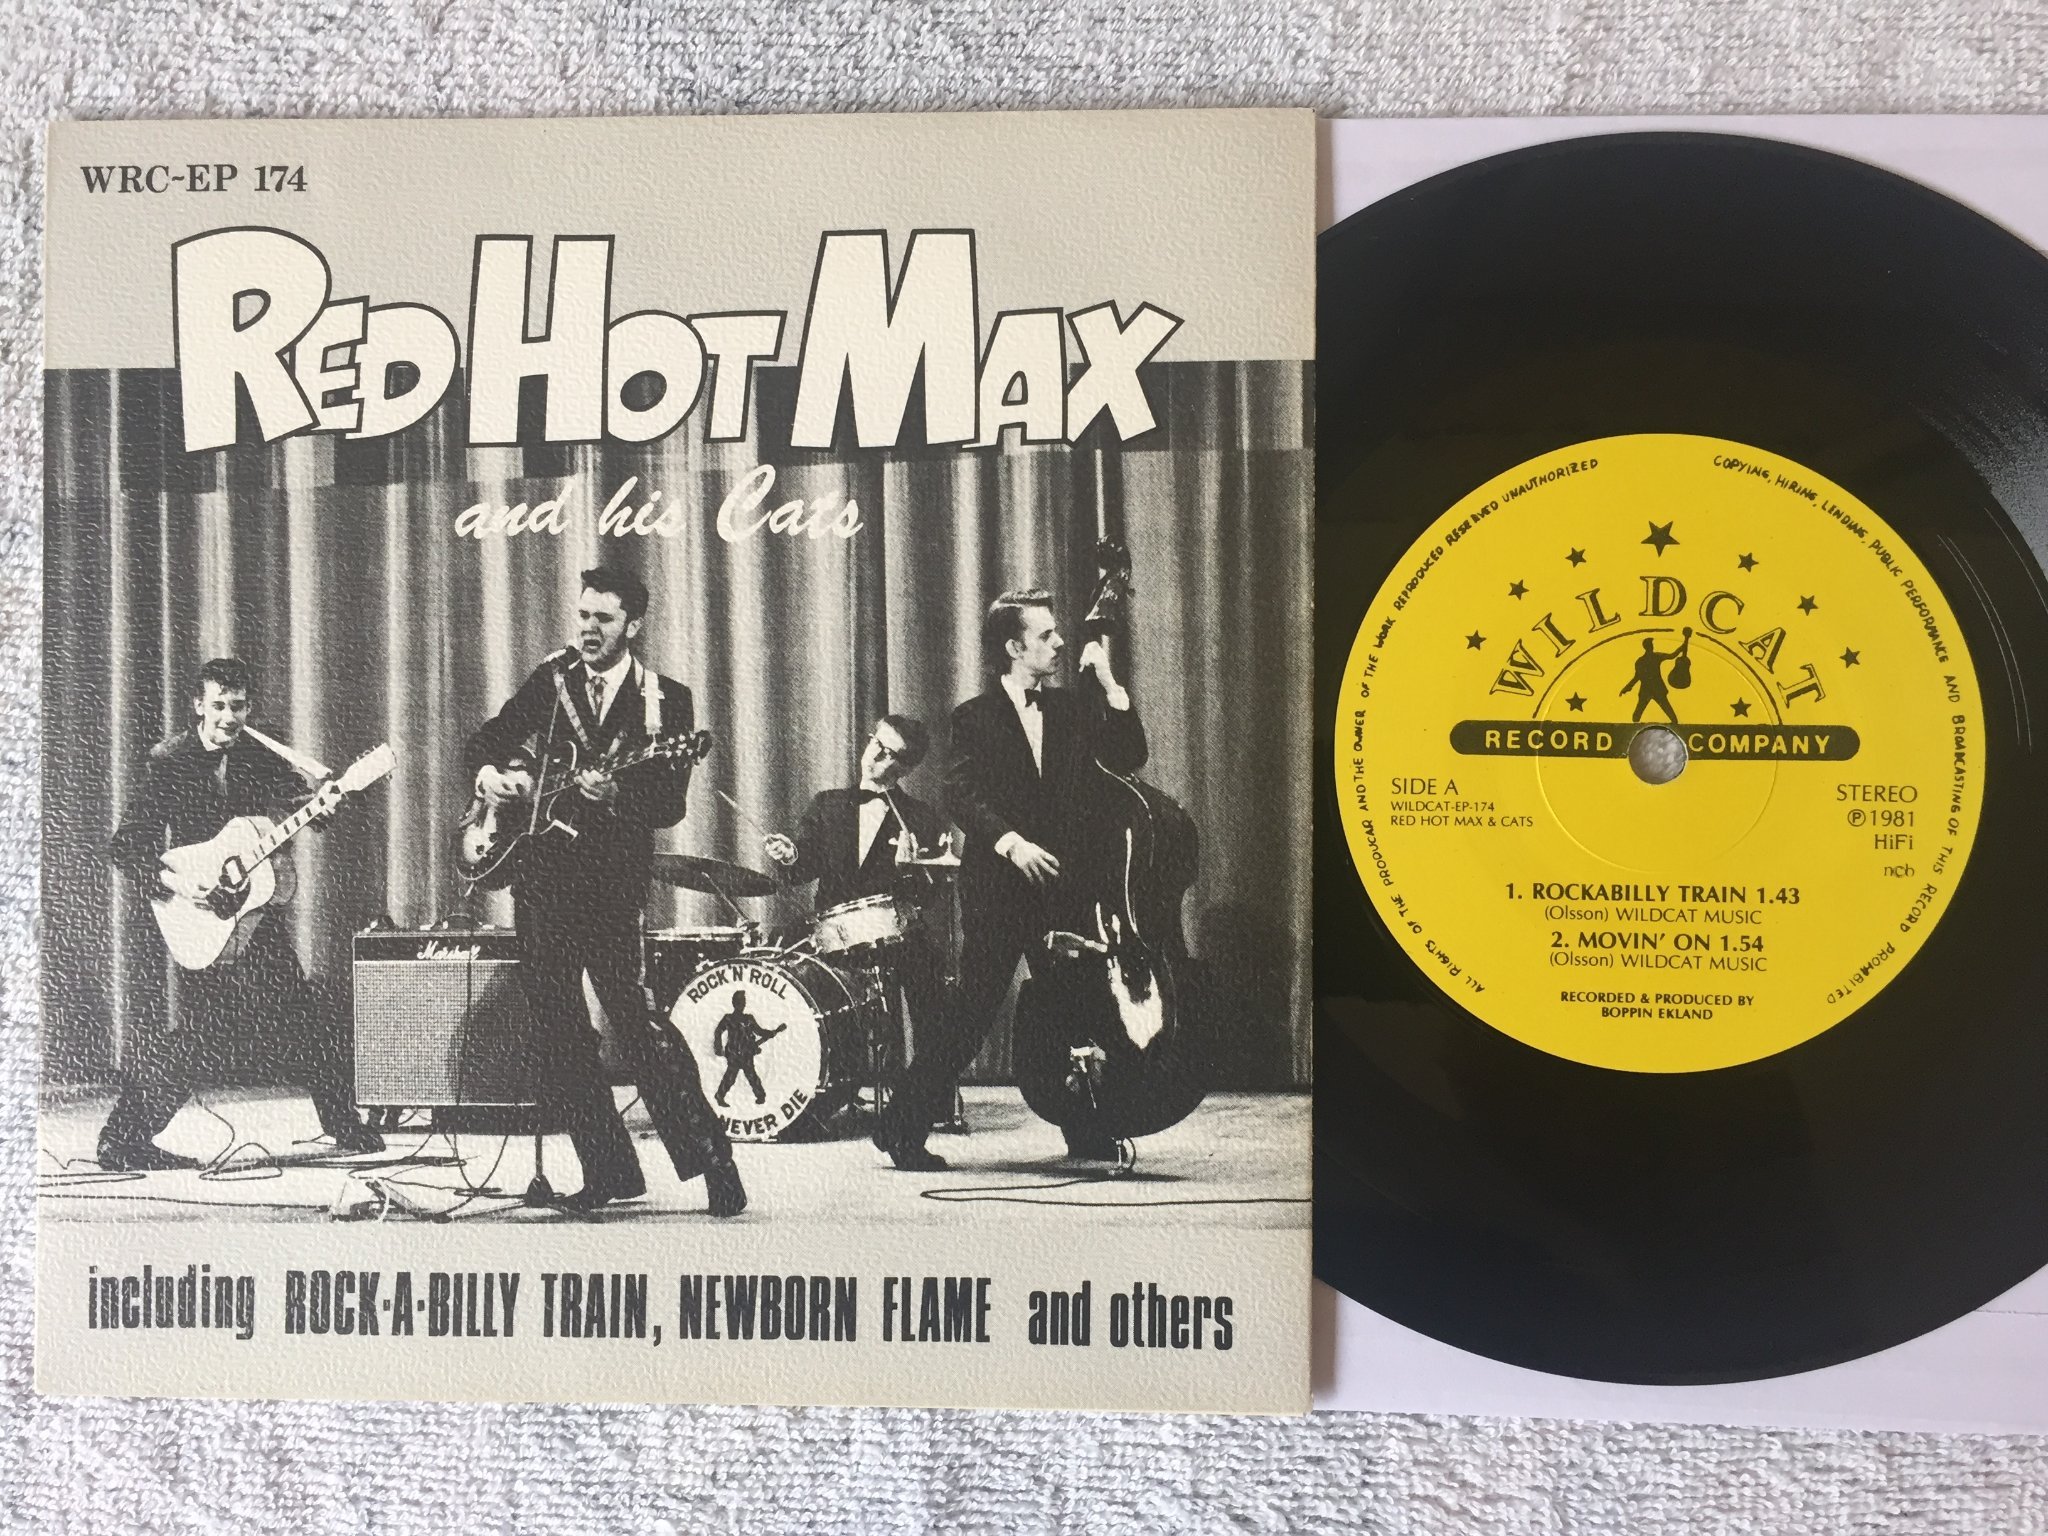 WRC~EP 174
RED HOT MAX
and his Cats
Marshall
ROCK'N'ROLL
NEVER DIE
including ROCK·A·BILLY TRAIN, NEWBORN FLAME and others
ALL RIGHTS OF THE PRODUCAR AND THE OWNER OF THE WORK REPRODUCED RESERVED UNAUTHORIZED
COPYING, HIRING, LENDING, PUBLIC PERFORMANCE AND BROADCASTING OF THIS RECORD PROHIBITED
WILDCAT
RECORD COMPANY
SIDE A
WILDCAT-EP-174
RED HOT MAX & CATS
STEREO
Ⓟ1981
HiFi
ncb
1. ROCKABILLY TRAIN 1.43
(Olsson) WILDCAT MUSIC
2. MOVIN' ON 1.54
(Olsson) WILDCAT MUSIC
RECORDED & PRODUCED BY
BOPPIN EKLAND